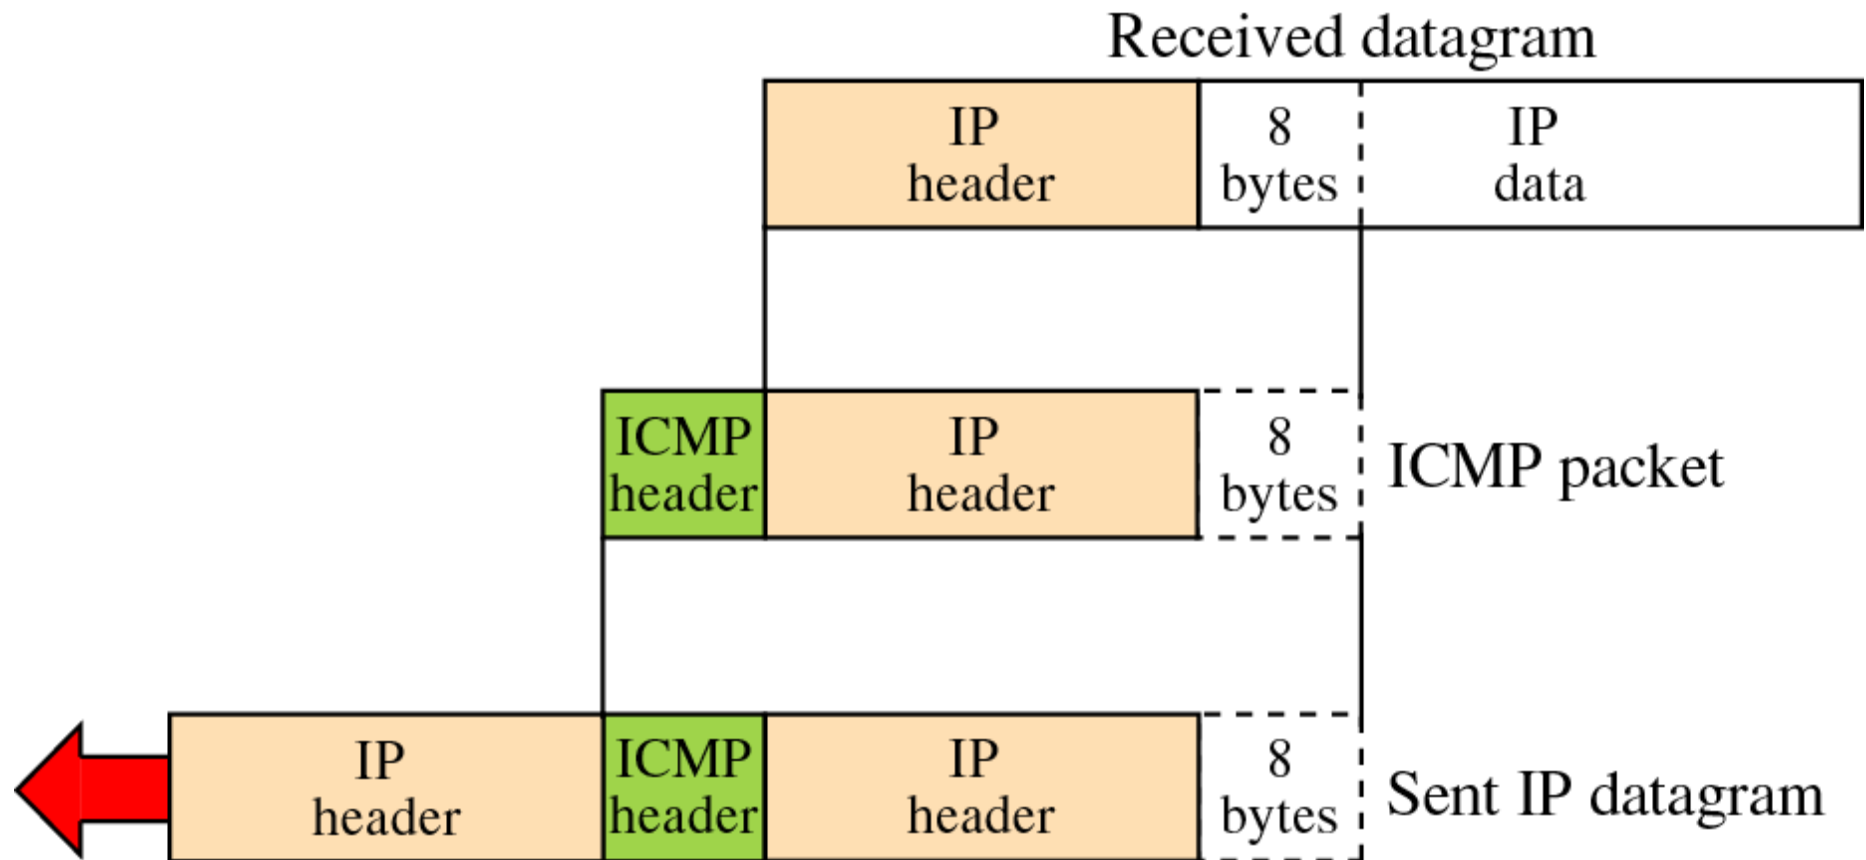 Received datagram
IP
header
8
bytes
IP
data
ICMP
header
IP
header
8
bytes
ICMP packet
IP
header
ICMP
header
IP
header
8
bytes
Sent IP datagram